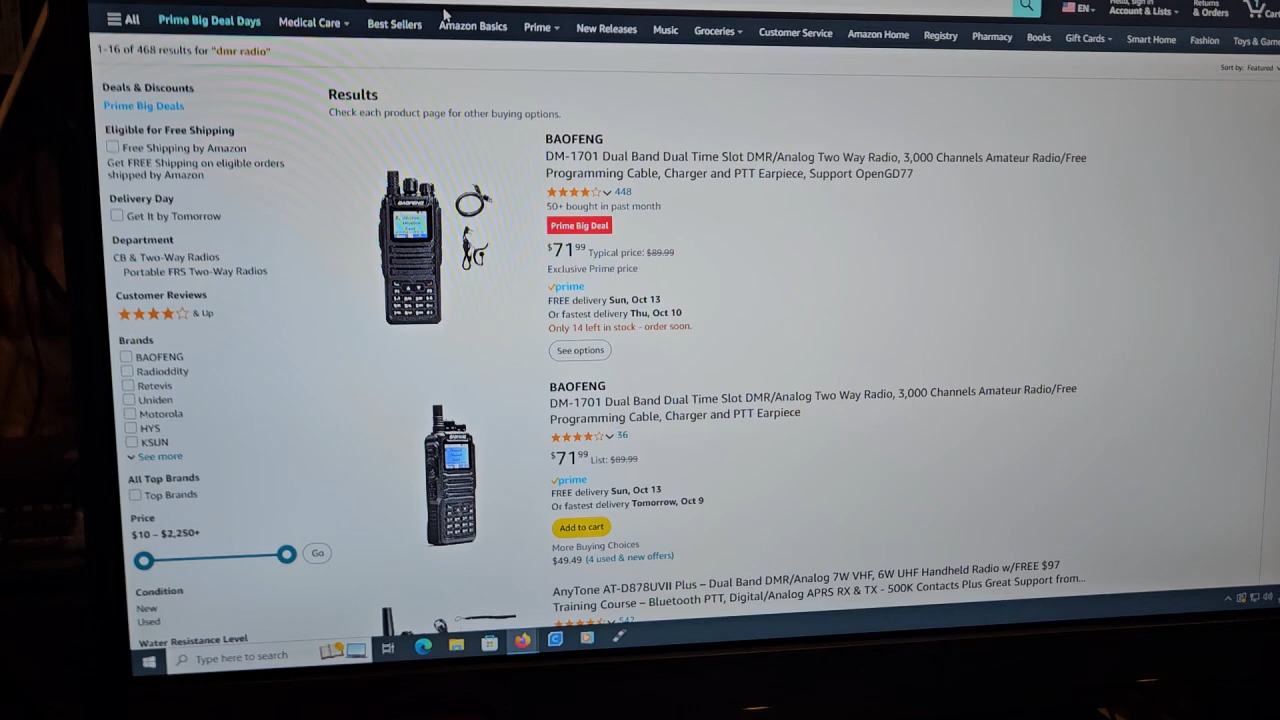 All Prime Big Deal Days Medical Care Best Sellers Amazon Basics Prime New Releases Music Groceries Customer Service Amazon Home Registry Pharmacy Books Gift Cards Smart Home Fashion Toys &
EN
Account & Lists
Returns
& Orders
1-16 of 468 results for "dmr radio"
Sort by: Featured
Deals & Discounts
Prime Big Deals
Eligible for Free Shipping
Free Shipping by Amazon
Get FREE Shipping on eligible orders
shipped by Amazon
Delivery Day
Get It by Tomorrow
Department
CB & Two-Way Radios
Portable FRS Two-Way Radios
Customer Reviews
& Up
Brands
BAOFENG
Radioddity
Retevis
Uniden
Motorola
HYS
KSUN
See more
All Top Brands
Top Brands
Price
$10 – $2,250+
Go
Condition
New
Used
Water Resistance Level
Results
Check each product page for other buying options.
BAOFENG
BAOFENG
DM-1701 Dual Band Dual Time Slot DMR/Analog Two Way Radio, 3,000 Channels Amateur Radio/Free
Programming Cable, Charger and PTT Earpiece, Support OpenGD77
448
50+ bought in past month
Prime Big Deal
$71.99 Typical price: $89.99
Exclusive Prime price
prime
FREE delivery Sun, Oct 13
Or fastest delivery Thu, Oct 10
Only 14 left in stock - order soon.
See options
BAOFENG
DM-1701 Dual Band Dual Time Slot DMR/Analog Two Way Radio, 3,000 Channels Amateur Radio/Free
Programming Cable, Charger and PTT Earpiece
36
$71.99 List: $89.99
prime
FREE delivery Sun, Oct 13
Or fastest delivery Tomorrow, Oct 9
Add to cart
More Buying Choices
$49.49 (4 used & new offers)
AnyTone AT-D878UVII Plus – Dual Band DMR/Analog 7W VHF, 6W UHF Handheld Radio w/FREE $97
Training Course – Bluetooth PTT, Digital/Analog APRS RX & TX - 500K Contacts Plus Great Support from...
547
Type here to search